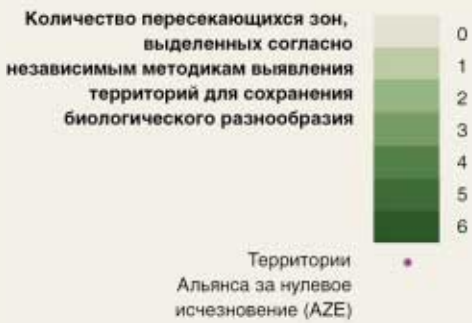 Количество пересекающихся зон,
выделенных согласно
независимым методикам выявления
территорий для сохранения
биологического разнообразия
0
1
2
3
4
5
6
Территории
Альянса за нулевое
исчезновение (AZE)